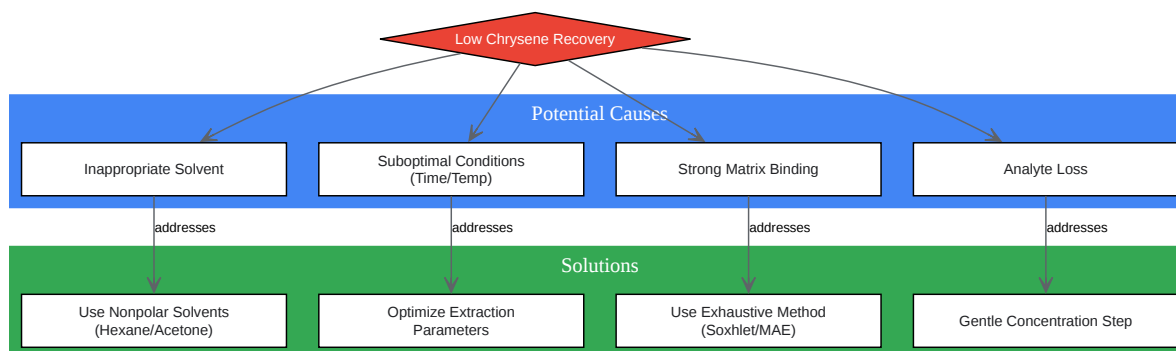 Low Chrysene Recovery
Potential Causes
Inappropriate Solvent
Suboptimal Conditions
(Time/Temp)
Strong Matrix Binding
Analyte Loss
addresses
addresses
addresses
addresses
Solutions
Use Nonpolar Solvents
(Hexane/Acetone)
Optimize Extraction
Parameters
Use Exhaustive Method
(Soxhlet/MAE)
Gentle Concentration Step